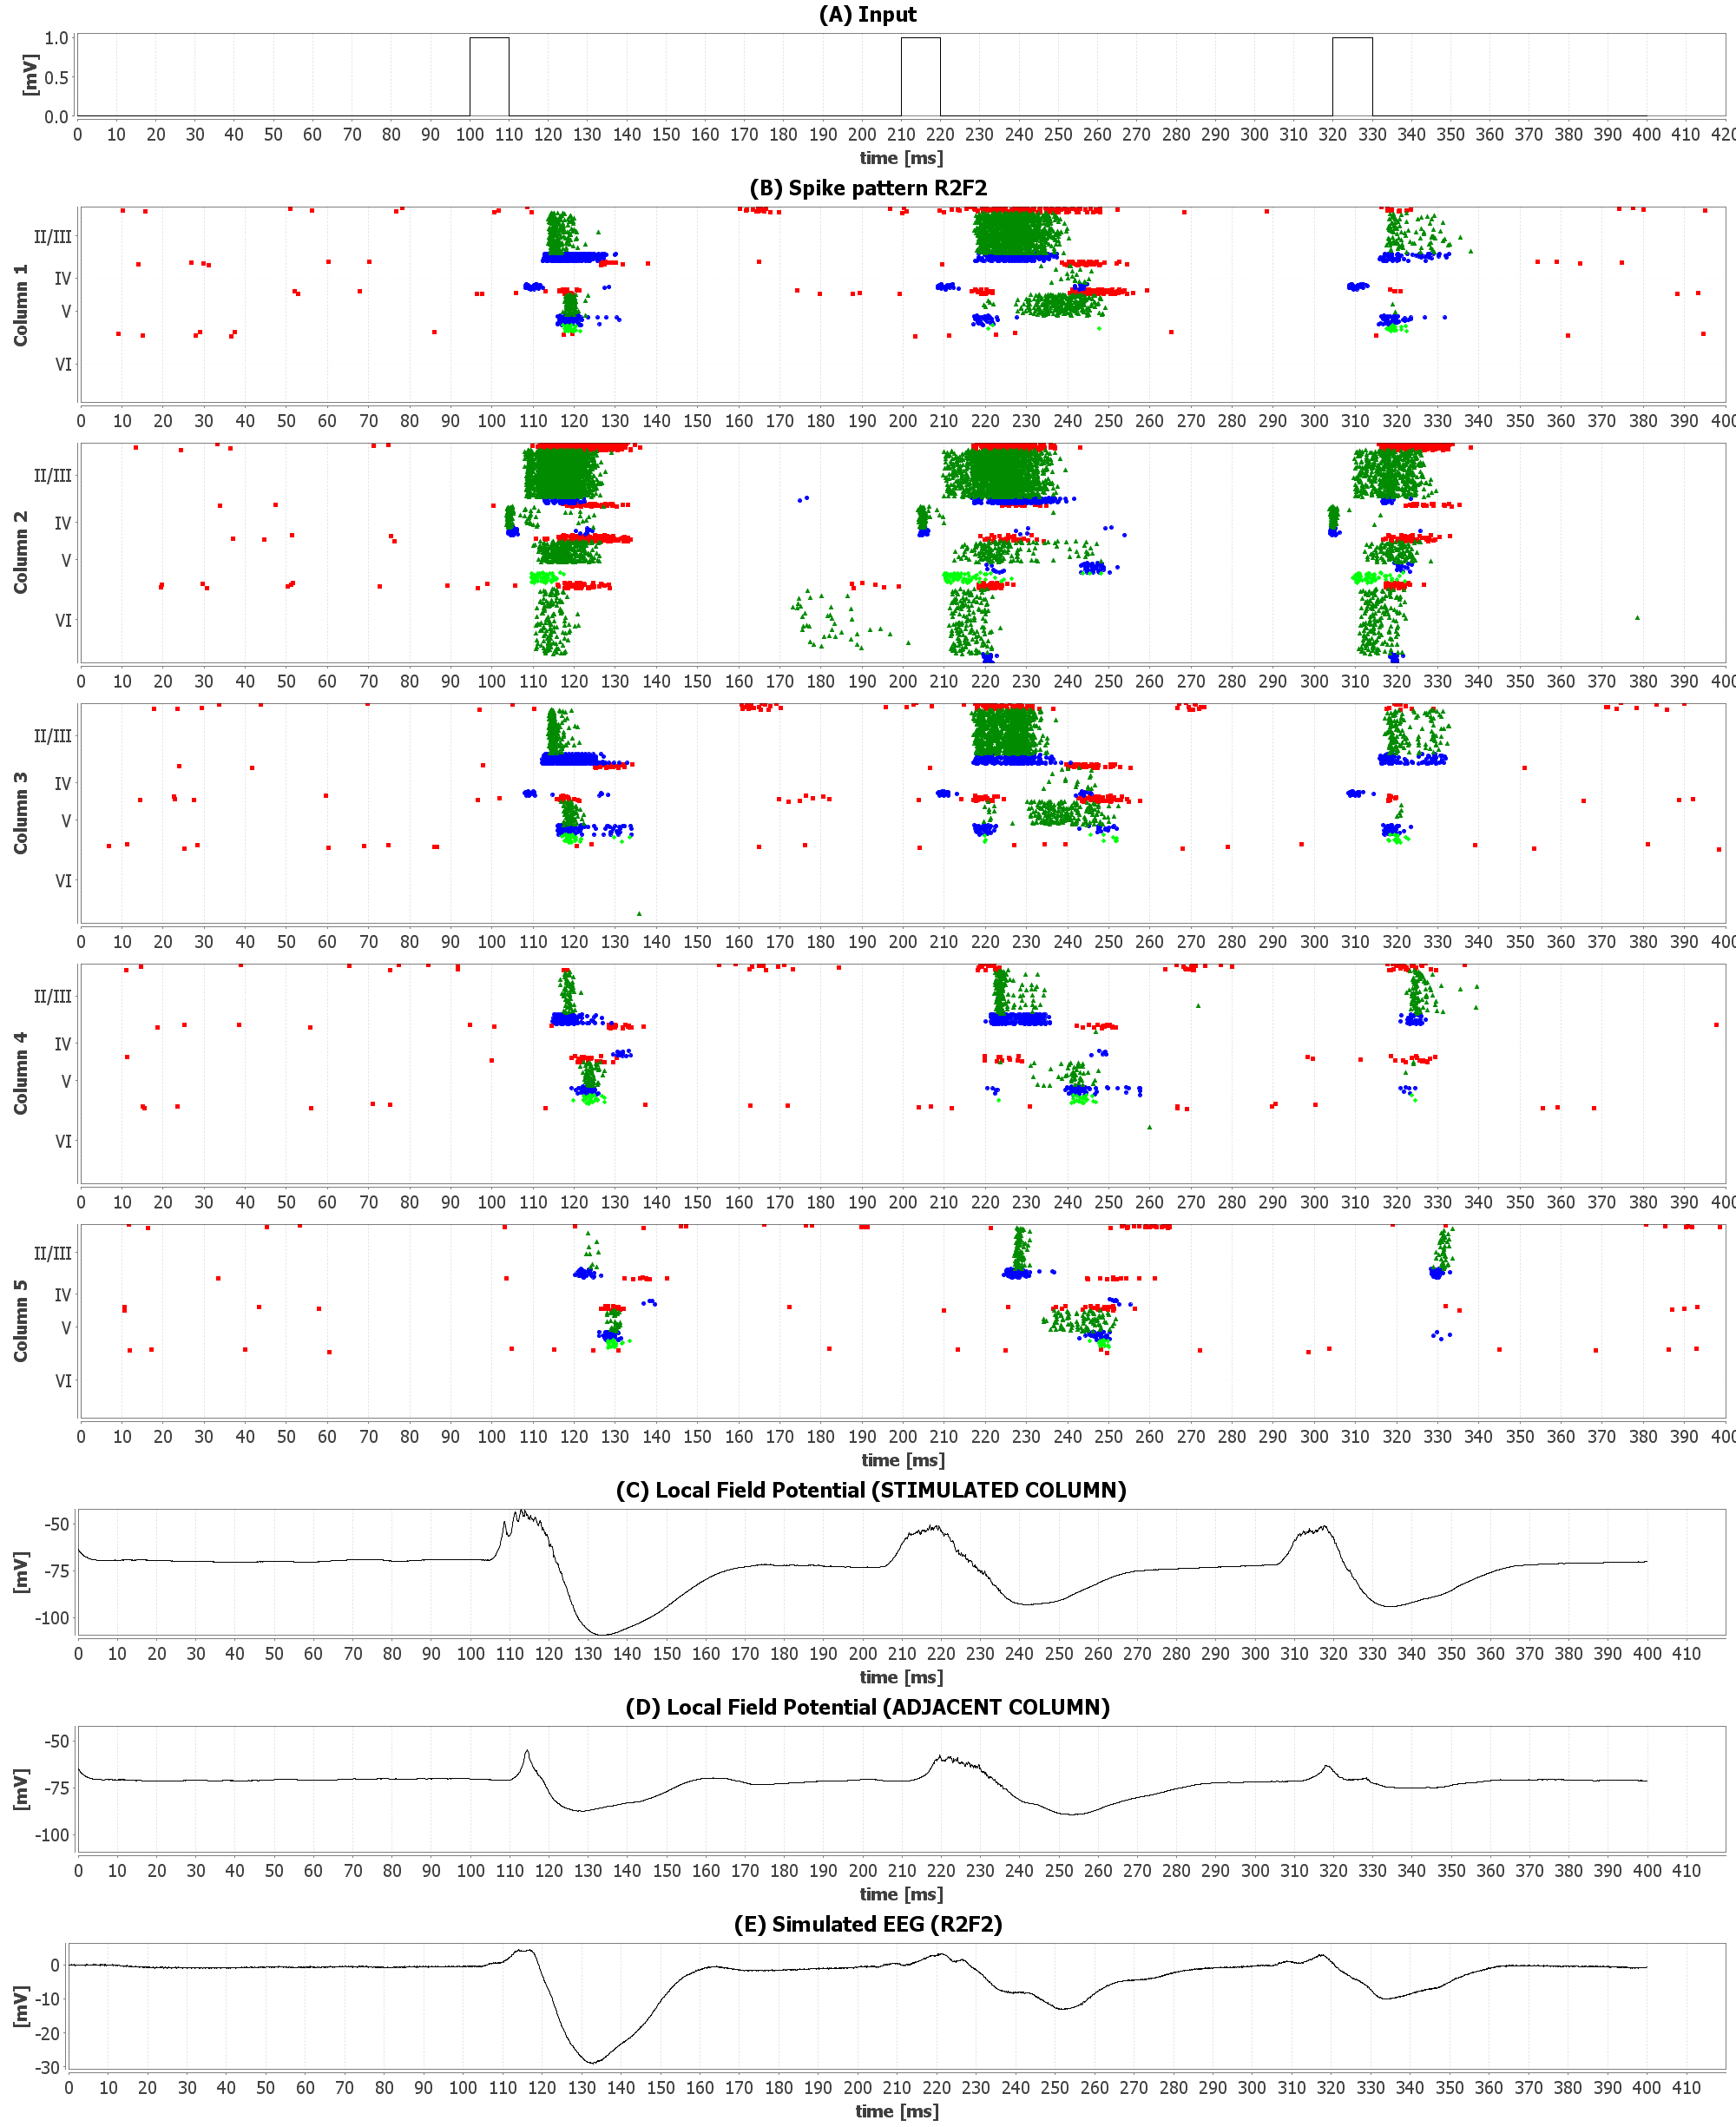 (A) Input
1.0
0.5
0.0
[mV]
0 10 20 30 40 50 60 70 80 90 100 110 120 130 140 150 160 170 180 190 200 210 220 230 240 250 260 270 280 290 300 310 320 330 340 350 360 370 380 390 400 410 420
time [ms]
(B) Spike pattern R2F2
Column 1
II/III
IV
V
VI
0 10 20 30 40 50 60 70 80 90 100 110 120 130 140 150 160 170 180 190 200 210 220 230 240 250 260 270 280 290 300 310 320 330 340 350 360 370 380 390 400
Column 2
II/III
IV
V
VI
0 10 20 30 40 50 60 70 80 90 100 110 120 130 140 150 160 170 180 190 200 210 220 230 240 250 260 270 280 290 300 310 320 330 340 350 360 370 380 390 400
Column 3
II/III
IV
V
VI
0 10 20 30 40 50 60 70 80 90 100 110 120 130 140 150 160 170 180 190 200 210 220 230 240 250 260 270 280 290 300 310 320 330 340 350 360 370 380 390 400
Column 4
II/III
IV
V
VI
0 10 20 30 40 50 60 70 80 90 100 110 120 130 140 150 160 170 180 190 200 210 220 230 240 250 260 270 280 290 300 310 320 330 340 350 360 370 380 390 400
Column 5
II/III
IV
V
VI
0 10 20 30 40 50 60 70 80 90 100 110 120 130 140 150 160 170 180 190 200 210 220 230 240 250 260 270 280 290 300 310 320 330 340 350 360 370 380 390 400
time [ms]
(C) Local Field Potential (STIMULATED COLUMN)
-50
-75
-100
[mV]
0 10 20 30 40 50 60 70 80 90 100 110 120 130 140 150 160 170 180 190 200 210 220 230 240 250 260 270 280 290 300 310 320 330 340 350 360 370 380 390 400 410
time [ms]
(D) Local Field Potential (ADJACENT COLUMN)
-50
-75
-100
[mV]
0 10 20 30 40 50 60 70 80 90 100 110 120 130 140 150 160 170 180 190 200 210 220 230 240 250 260 270 280 290 300 310 320 330 340 350 360 370 380 390 400 410
time [ms]
(E) Simulated EEG (R2F2)
0
-10
-20
-30
[mV]
0 10 20 30 40 50 60 70 80 90 100 110 120 130 140 150 160 170 180 190 200 210 220 230 240 250 260 270 280 290 300 310 320 330 340 350 360 370 380 390 400 410
time [ms]